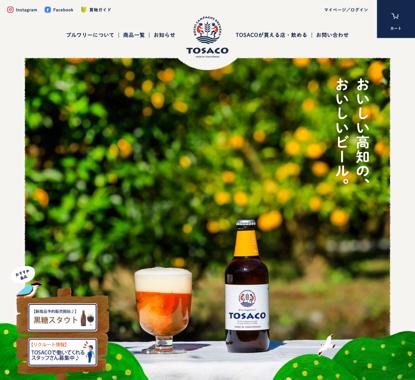 Instagram
Facebook
買物ガイド
マイページ/ログイン
カート
ブルワリーについて
商品一覧
お知らせ
TOSACO
TOSACOが買える店・飲める
お問い合わせ
おいしい高知の、
おいしいビール。
TOSACO
おすすめ
商品
【新商品予約販売開始♪】
黒糖スタウト
【リクルート情報】
TOSACOで働いてくれる
スタッフさん募集中♪